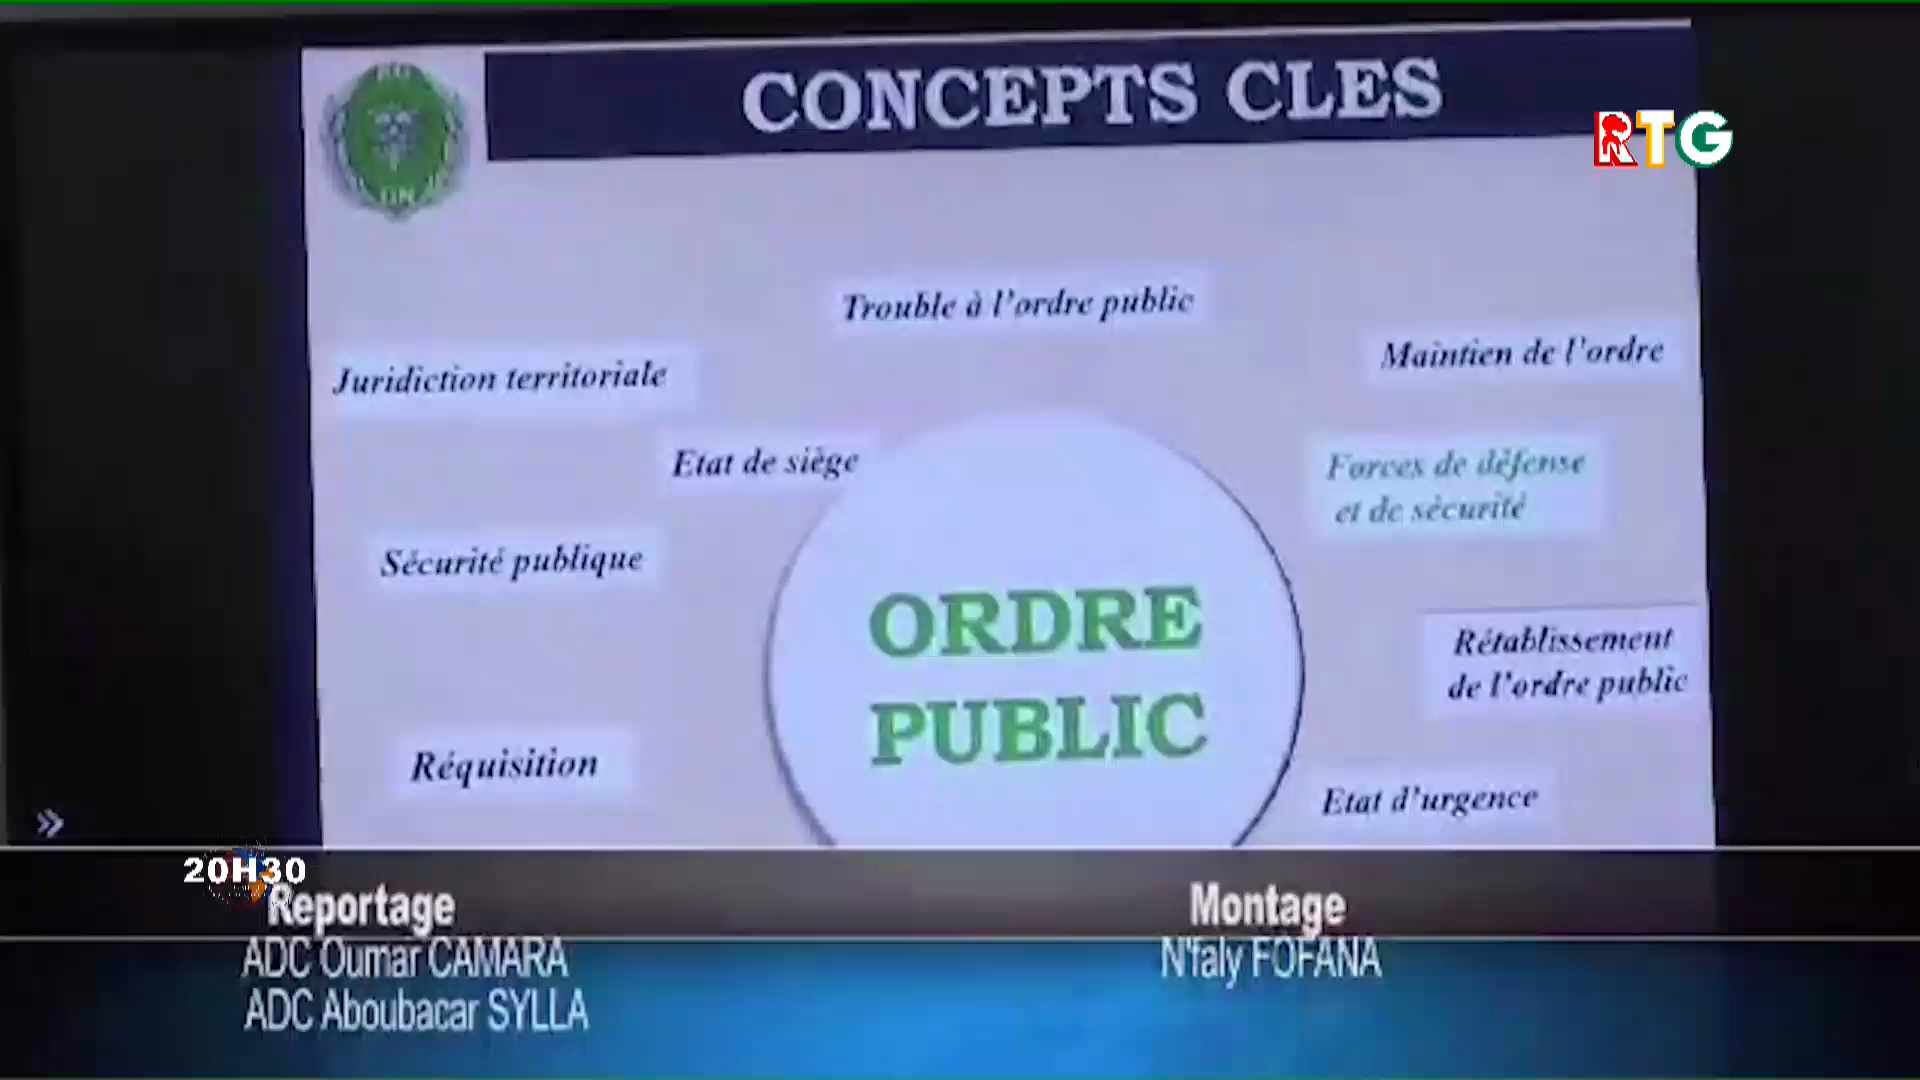 CONCEPTS CLES
RTG
Trouble à l'ordre public
Maintien de l'ordre
Juridiction territoriale
Etat de siège
Forces de défense
et de sécurité
Sécurité publique
ORDRE
PUBLIC
Rétablissement
de l'ordre public
Réquisition
Etat d'urgence
20H30
Reportage
ADC Oumar CAMARA
ADC Aboubacar SYLLA
Montage
N'faly FOFANA